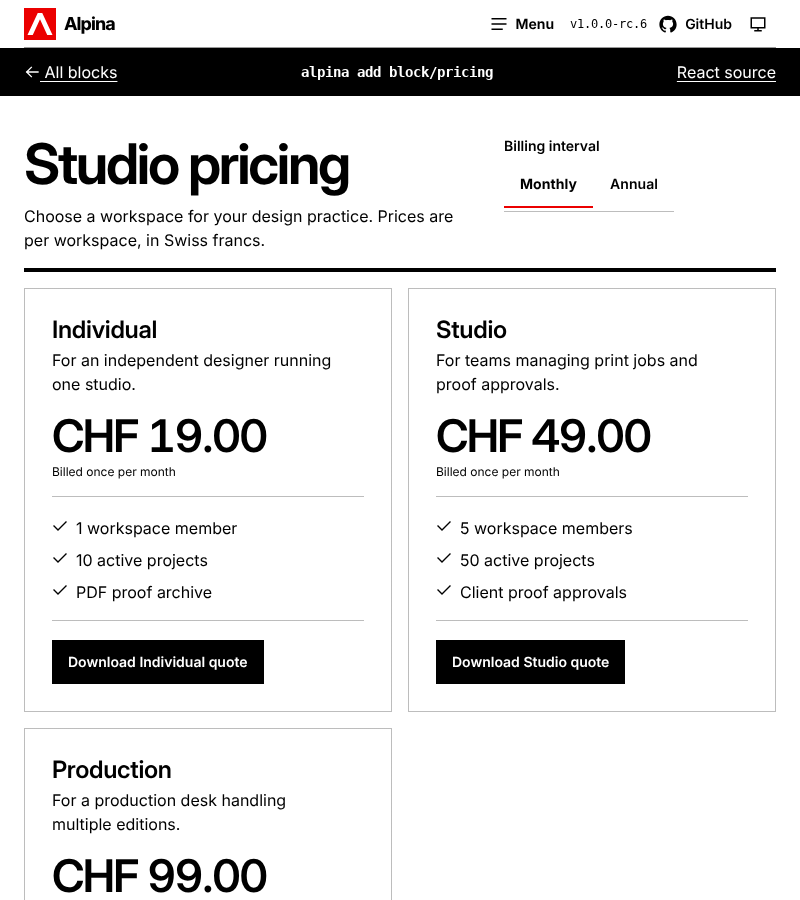 Alpina
Menu
v1.0.0-rc.6
GitHub
← All blocks
alpina add block/pricing
React source
Studio pricing
Choose a workspace for your design practice. Prices are
per workspace, in Swiss francs.
Billing interval
Monthly
Annual
Individual
For an independent designer running
one studio.
CHF 19.00
Billed once per month
1 workspace member
10 active projects
PDF proof archive
Download Individual quote
Studio
For teams managing print jobs and
proof approvals.
CHF 49.00
Billed once per month
5 workspace members
50 active projects
Client proof approvals
Download Studio quote
Production
For a production desk handling
multiple editions.
CHF 99.00